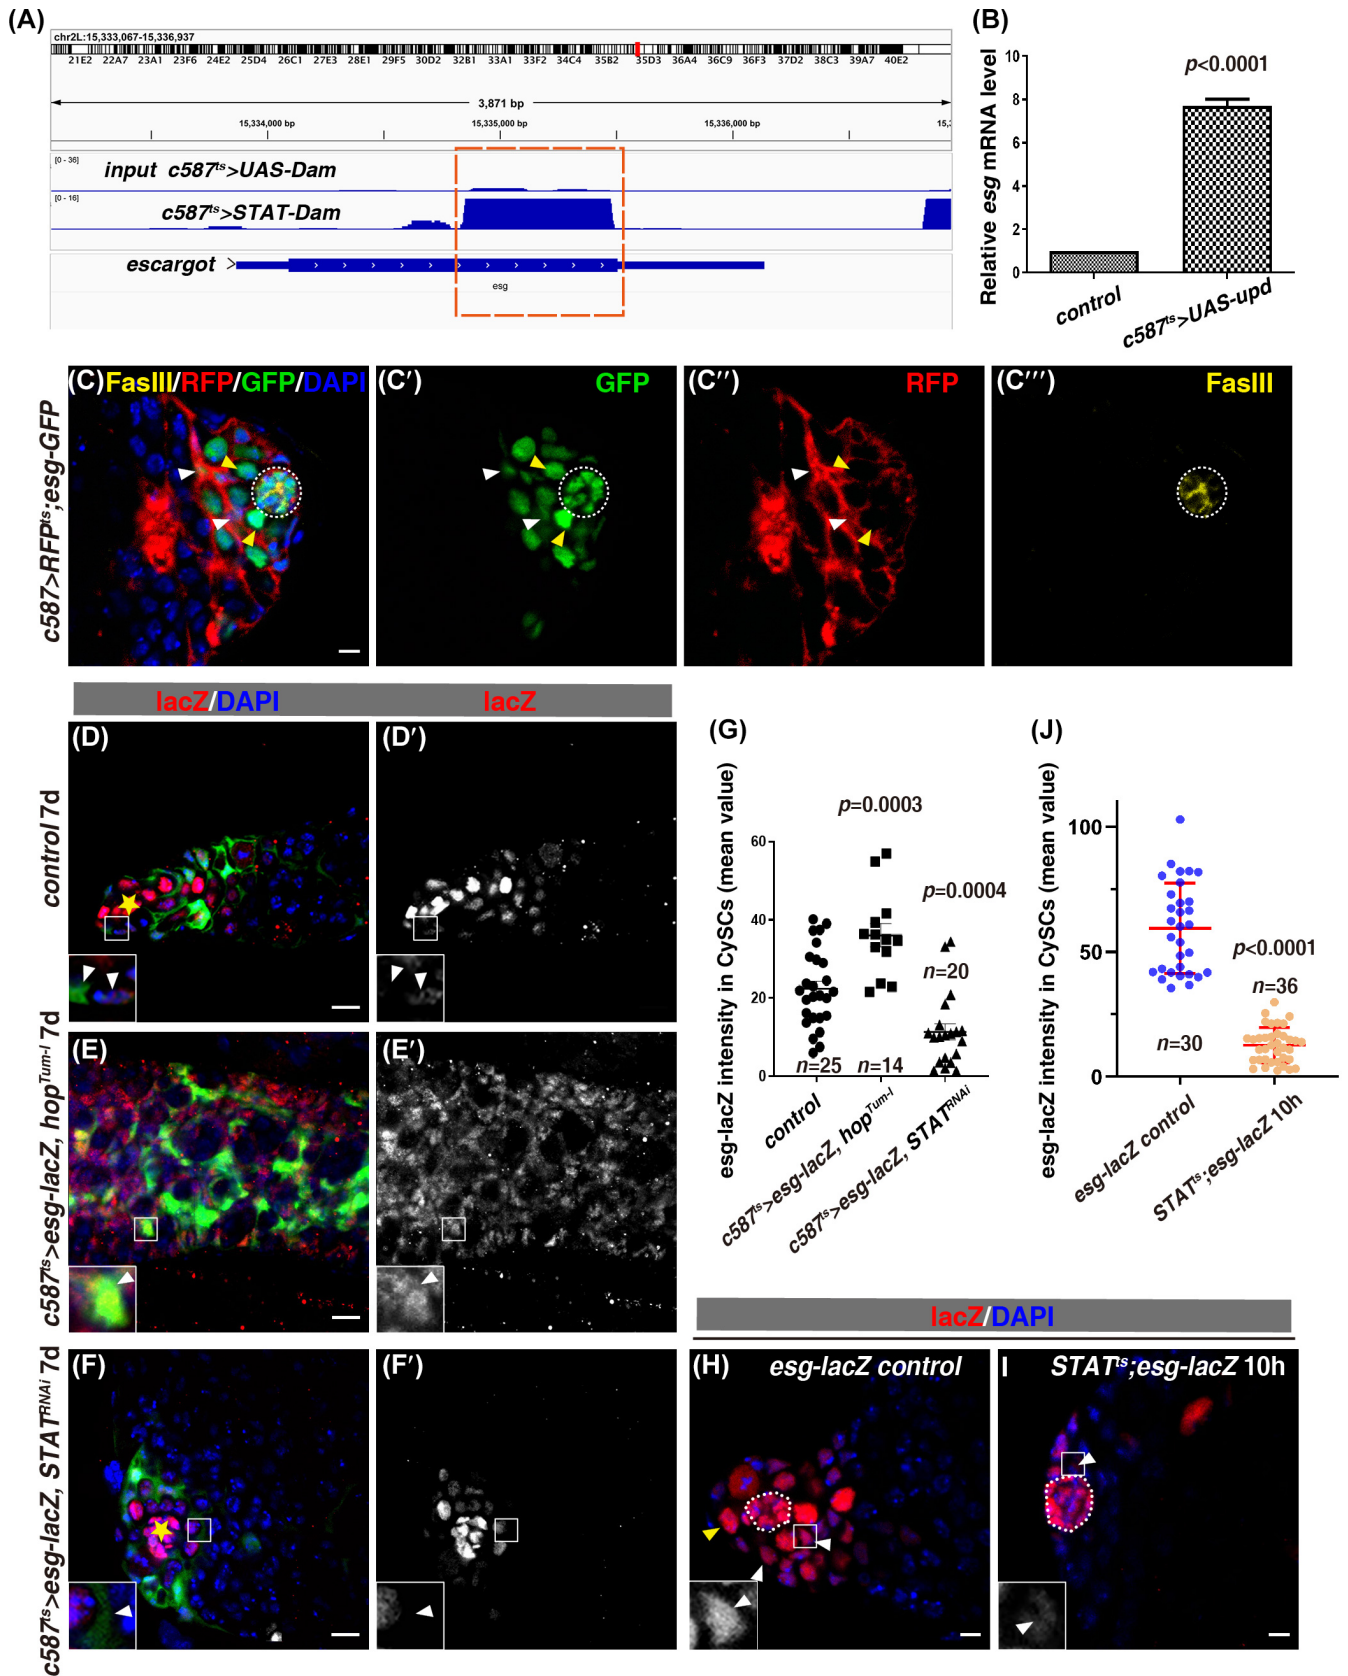 (A)
chr2L:15,333,067-15,336,937
21E2 22A7 23A1 23F6 24E2 25D4 26C1 27E3 28E1 29F5 30D2 32B1 33A1 33F2 34C4 35B2 35D3 36A4 36C9 36F3 37D2 38C3 39A7 40E2
3,871 bp
15,334,000 bp 15,335,000 bp 15,336,000 bp 15,:
[0 - 36]
input c587ts>UAS-Dam
[0 - 16]
c587ts>STAT-Dam
escargot
esg
(B)
Relative esg mRNA level
10
8
6
4
2
0
p<0.0001
control
c587ts>UAS-upd
c587>RFPts;esg-GFP
(C) FasIII/RFP/GFP/DAPI
(C′) GFP
(C′′) RFP
(C′′′) FasIII
lacZ/DAPI lacZ
control 7d
(D)
(D′)
c587ts>esg-lacZ, hopTum-l 7d
(E)
(E′)
c587ts>esg-lacZ, STATRNAi 7d
(F)
(F′)
(G)
esg-lacZ intensity in CySCs (mean value)
60
40
20
0
p=0.0003
p=0.0004
n=20
n=25
n=14
control
c587ts>esg-lacZ, hopTum-l
c587ts>esg-lacZ, STATRNAi
(J)
esg-lacZ intensity in CySCs (mean value)
100
50
0
p<0.0001
n=36
n=30
esg-lacZ control
STATts;esg-lacZ 10h
lacZ/DAPI
(H) esg-lacZ control
I STATts;esg-lacZ 10h